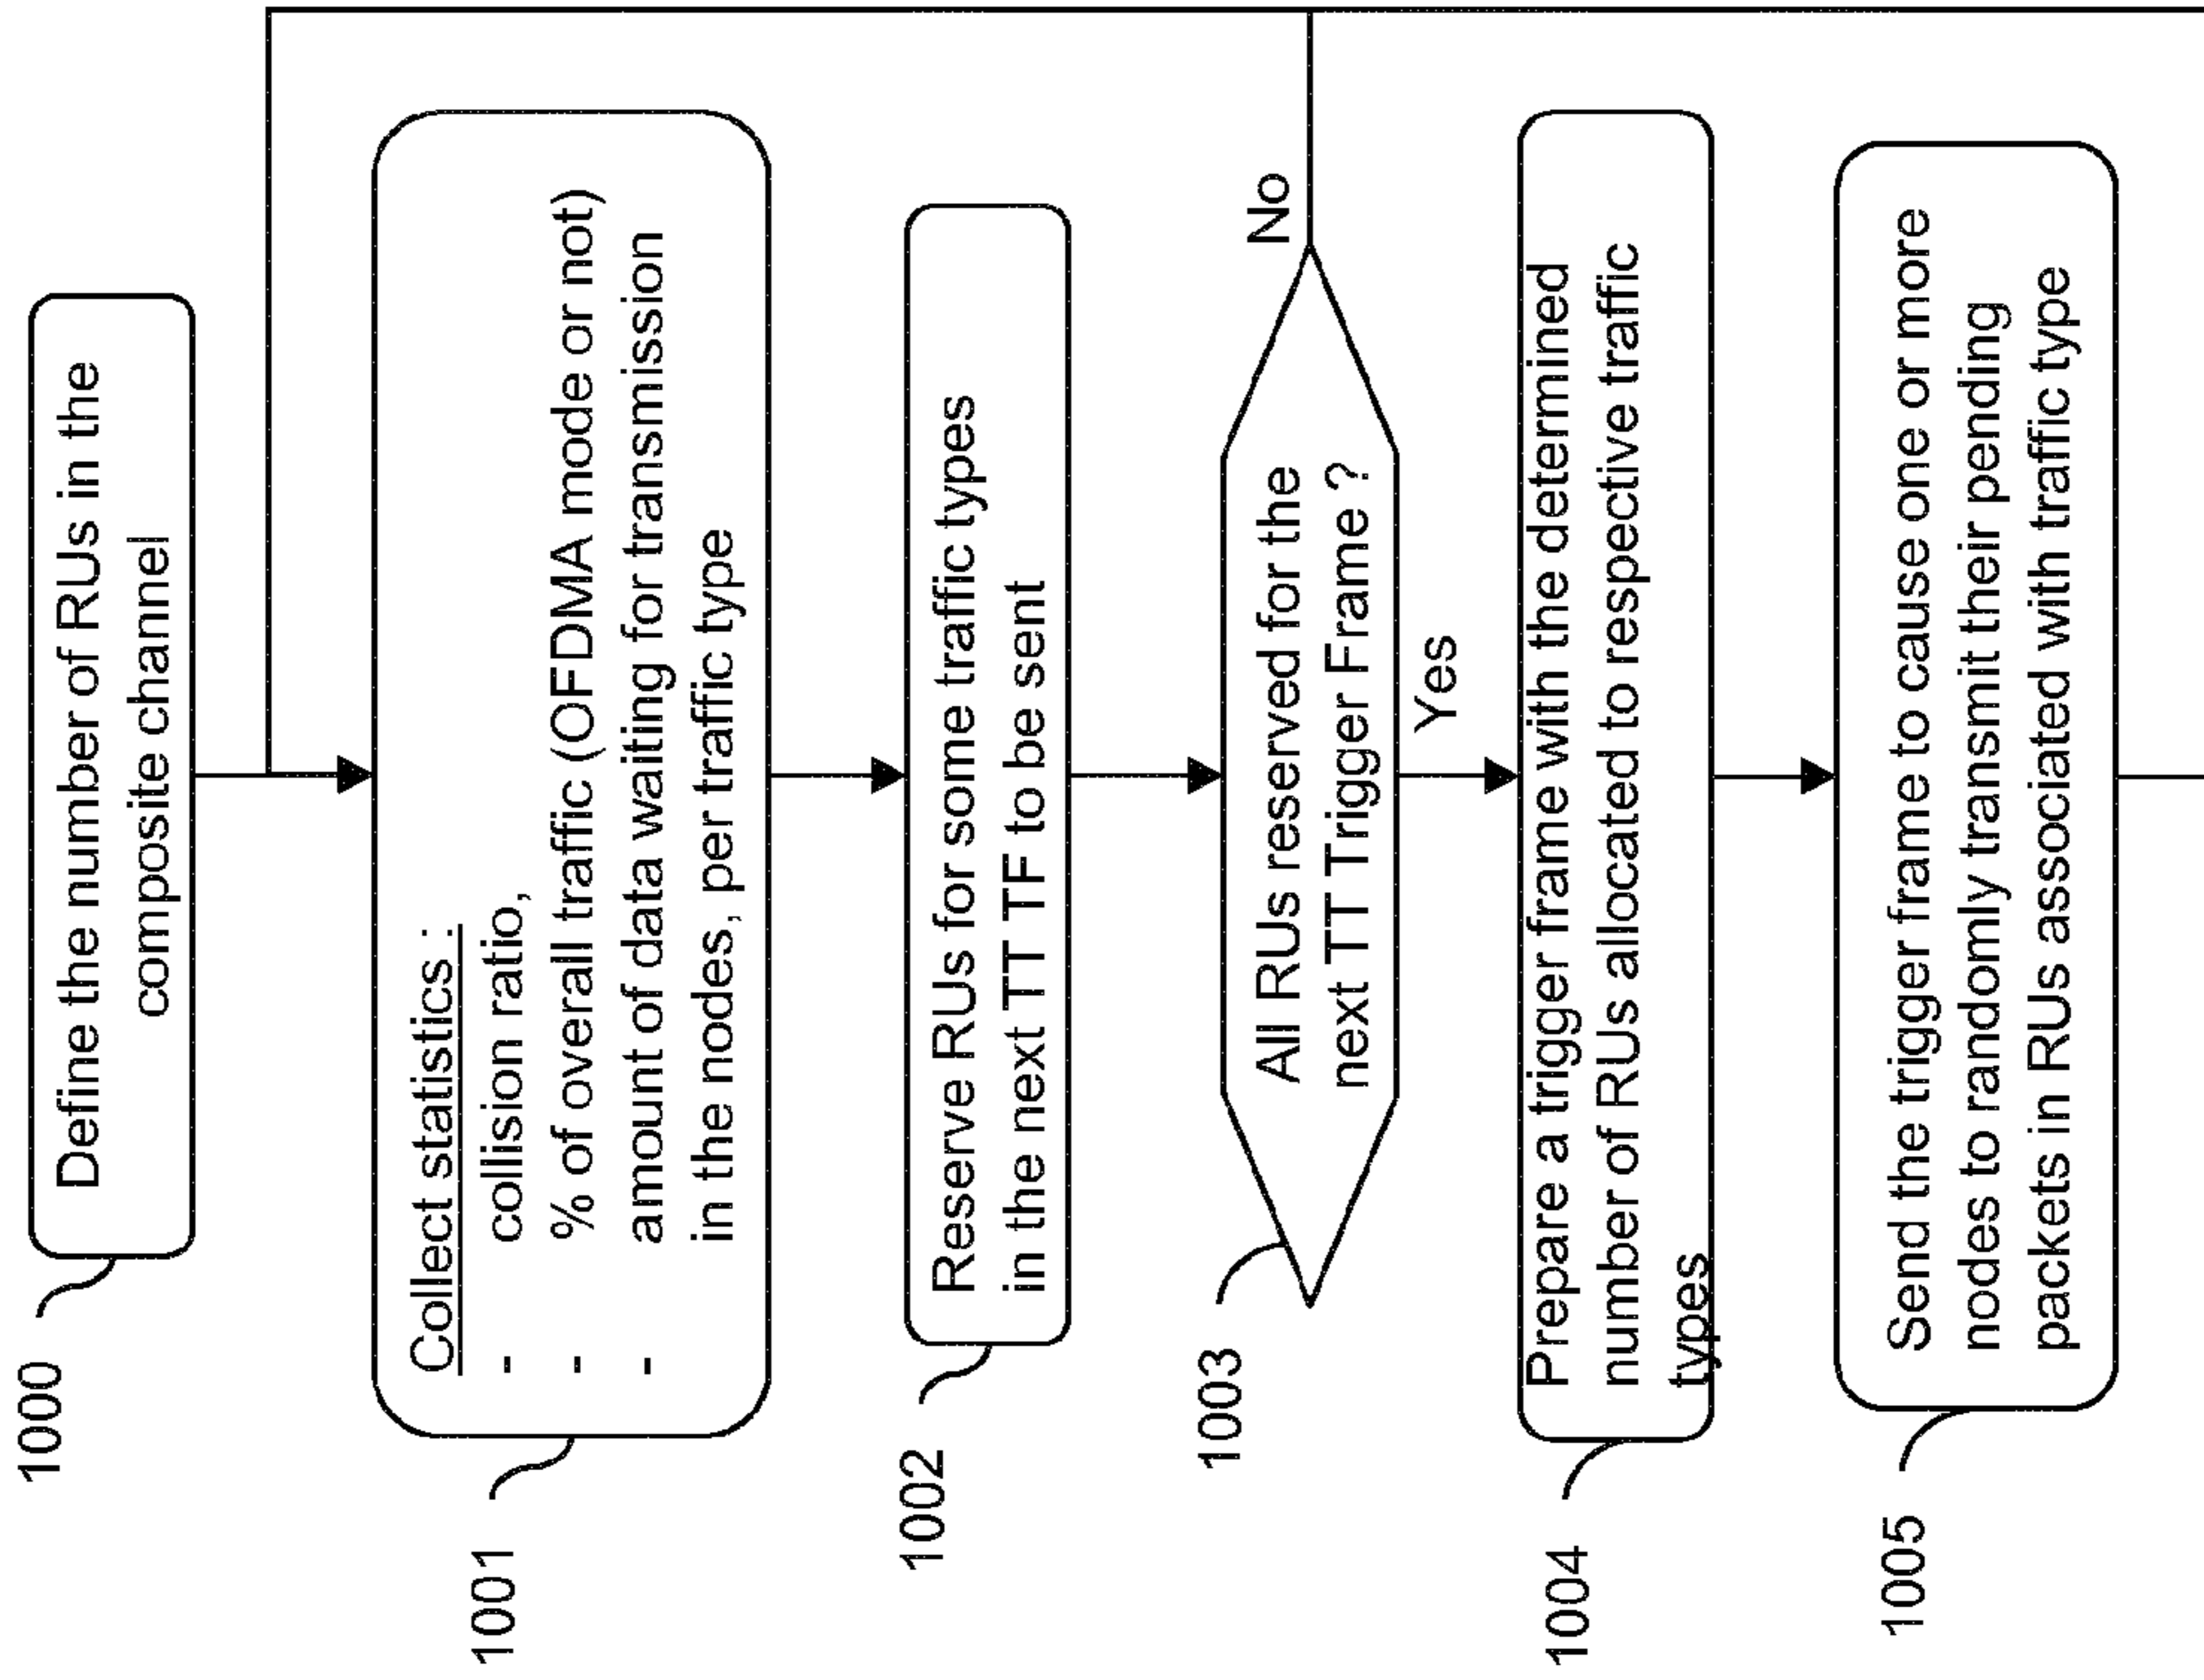 1000
Define the number of RUs in the
composite channel
1001
Collect statistics :
- collision ratio,
- % of overall traffic (OFDMA mode or not)
- amount of data waiting for transmission
in the nodes, per traffic type
1002
Reserve RUs for some traffic types
in the next TT TF to be sent
1003
All RUs reserved for the
next TT Trigger Frame ?
No
Yes
1004
Prepare a trigger frame with the determined
number of RUs allocated to respective traffic
types
1005
Send the trigger frame to cause one or more
nodes to randomly transmit their pending
packets in RUs associated with traffic type